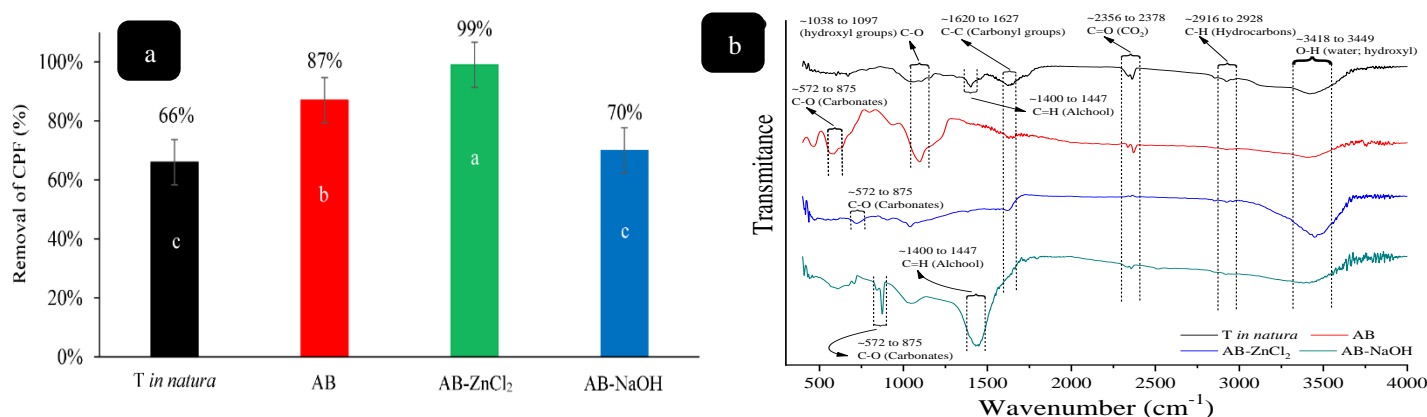 a
Removal of CPF (%)
100%
80%
60%
40%
20%
0%
66%
87%
99%
70%
c
b
a
c
T in natura
AB
AB-ZnCl₂
AB-NaOH
b
Transmitance
~1038 to 1097
(hydroxyl groups) C-O
~1620 to 1627
C-C (Carbonyl groups)
~2356 to 2378
C=O (CO₂)
~2916 to 2928
C-H (Hydrocarbons)
~3418 to 3449
O-H (water; hydroxyl)
~572 to 875
C-O (Carbonates)
~1400 to 1447
C=H (Alchool)
~572 to 875
C-O (Carbonates)
~1400 to 1447
C=H (Alchool)
~572 to 875
C-O (Carbonates)
T in natura
AB
AB-ZnCl₂
AB-NaOH
500 1000 1500 2000 2500 3000 3500 4000
Wavenumber (cm⁻¹)